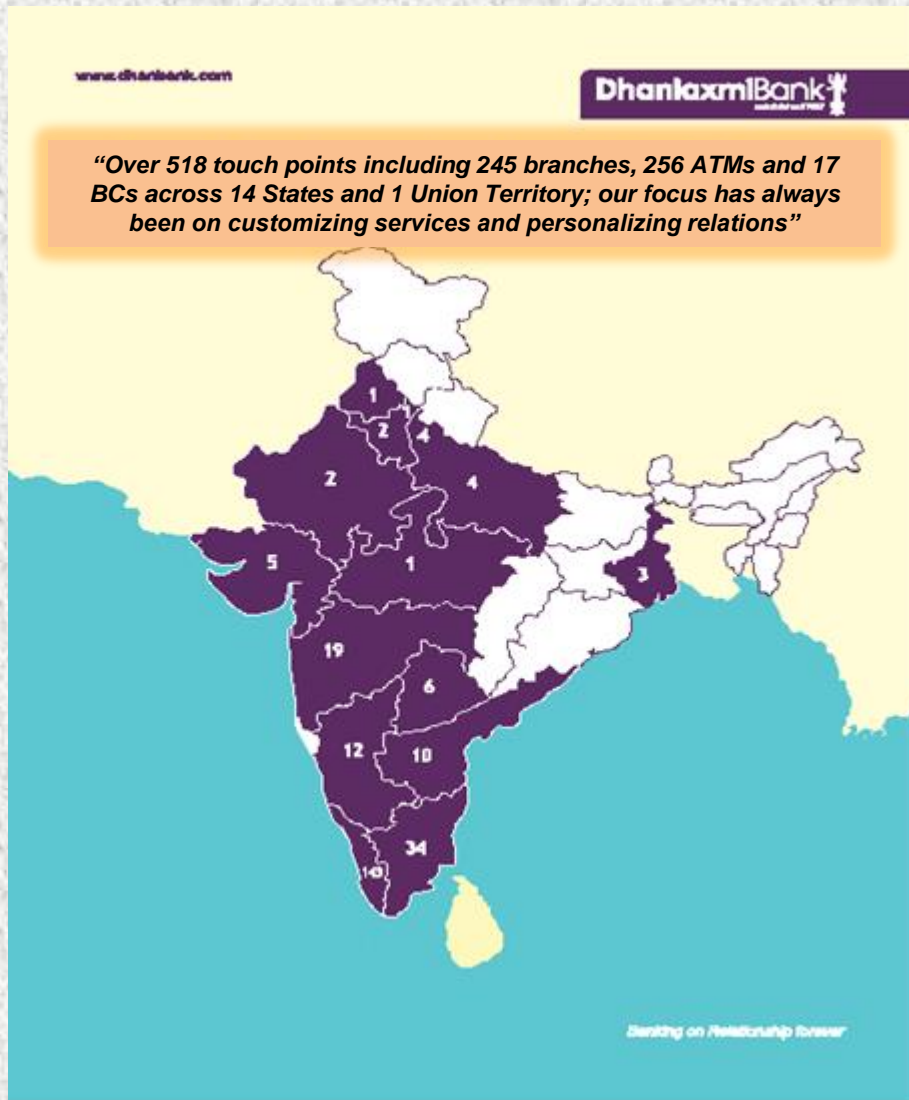 www.dhanbank.com
DhanlaxmiBank
“Over 518 touch points including 245 branches, 256 ATMs and 17
BCs across 14 States and 1 Union Territory; our focus has always
been on customizing services and personalizing relations”
1
2
4
2
4
5
1
3
19
6
12
10
34
Banking on Relationship forever